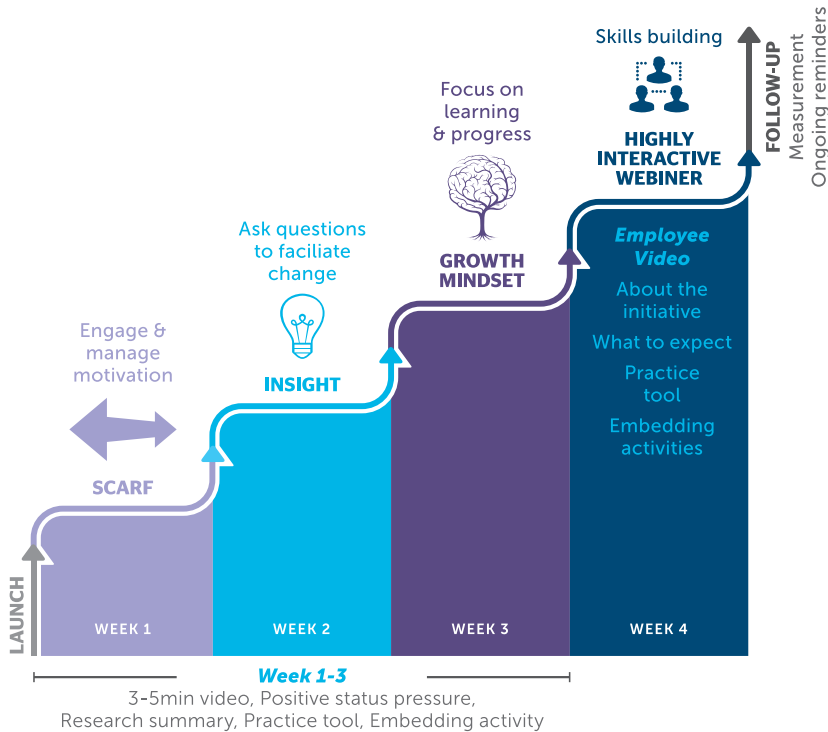 LAUNCH
Engage &
manage
motivation
SCARF
WEEK 1
Ask questions
to faciliate
change
INSIGHT
WEEK 2
Focus on
learning
& progress
GROWTH
MINDSET
WEEK 3
Skills building
HIGHLY
INTERACTIVE
WEBINER
Employee
Video
About the
initiative
What to expect
Practice
tool
Embedding
activities
WEEK 4
FOLLOW-UP
Measurement
Ongoing reminders
Week 1-3
3-5min video, Positive status pressure,
Research summary, Practice tool, Embedding activity